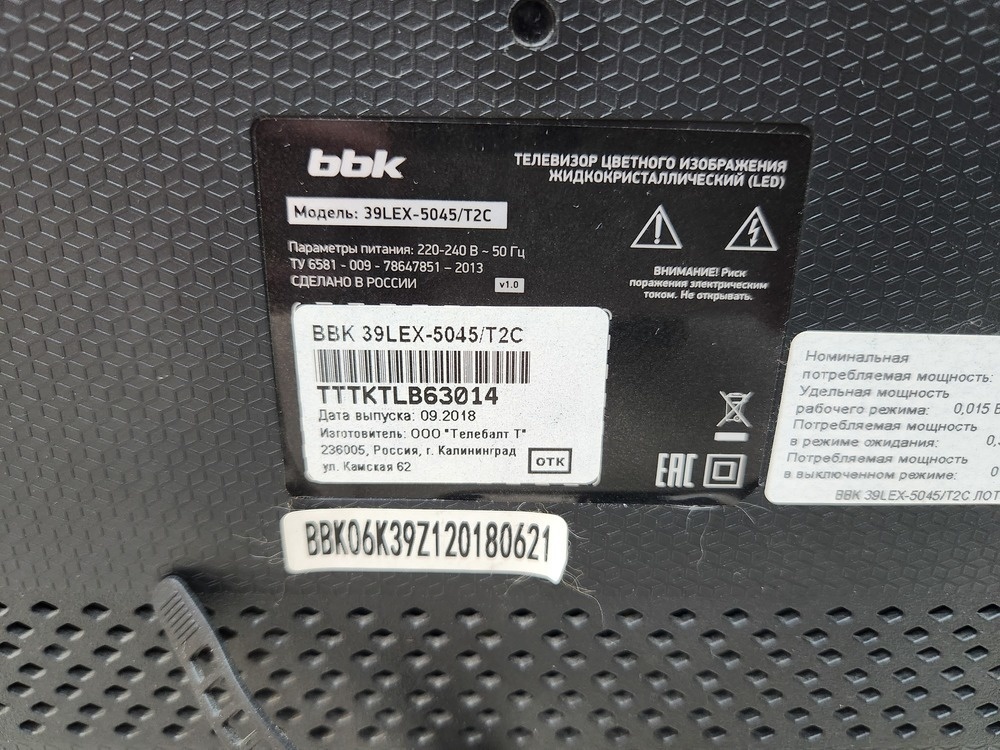 bbk
ТЕЛЕВИЗОР ЦВЕТНОГО ИЗОБРАЖЕНИЯ
ЖИДКОКРИСТАЛЛИЧЕСКИЙ (LED)
Модель: 39LEX-5045/T2C
Параметры питания: 220-240 В ~ 50 Гц
ТУ 6581 - 009 - 78647851 – 2013
СДЕЛАНО В РОССИИ
v1.0
ВНИМАНИЕ! Риск
поражения электрическим
током. Не открывать.
BBK 39LEX-5045/T2C
TTTKTLB63014
Дата выпуска: 09.2018
Изготовитель: ООО "Телебалт Т"
236005, Россия, г. Калининград
ул. Камская 62
ОТК
EAC
BBK06K39Z120180621
Номинальная
потребляемая мощность:
Удельная мощность
рабочего режима: 0,015 В
Потребляемая мощность
в режиме ожидания: 0,
Потребляемая мощность
в выключенном режиме: 0
BBK 39LEX-5045/T2C ЛОТ